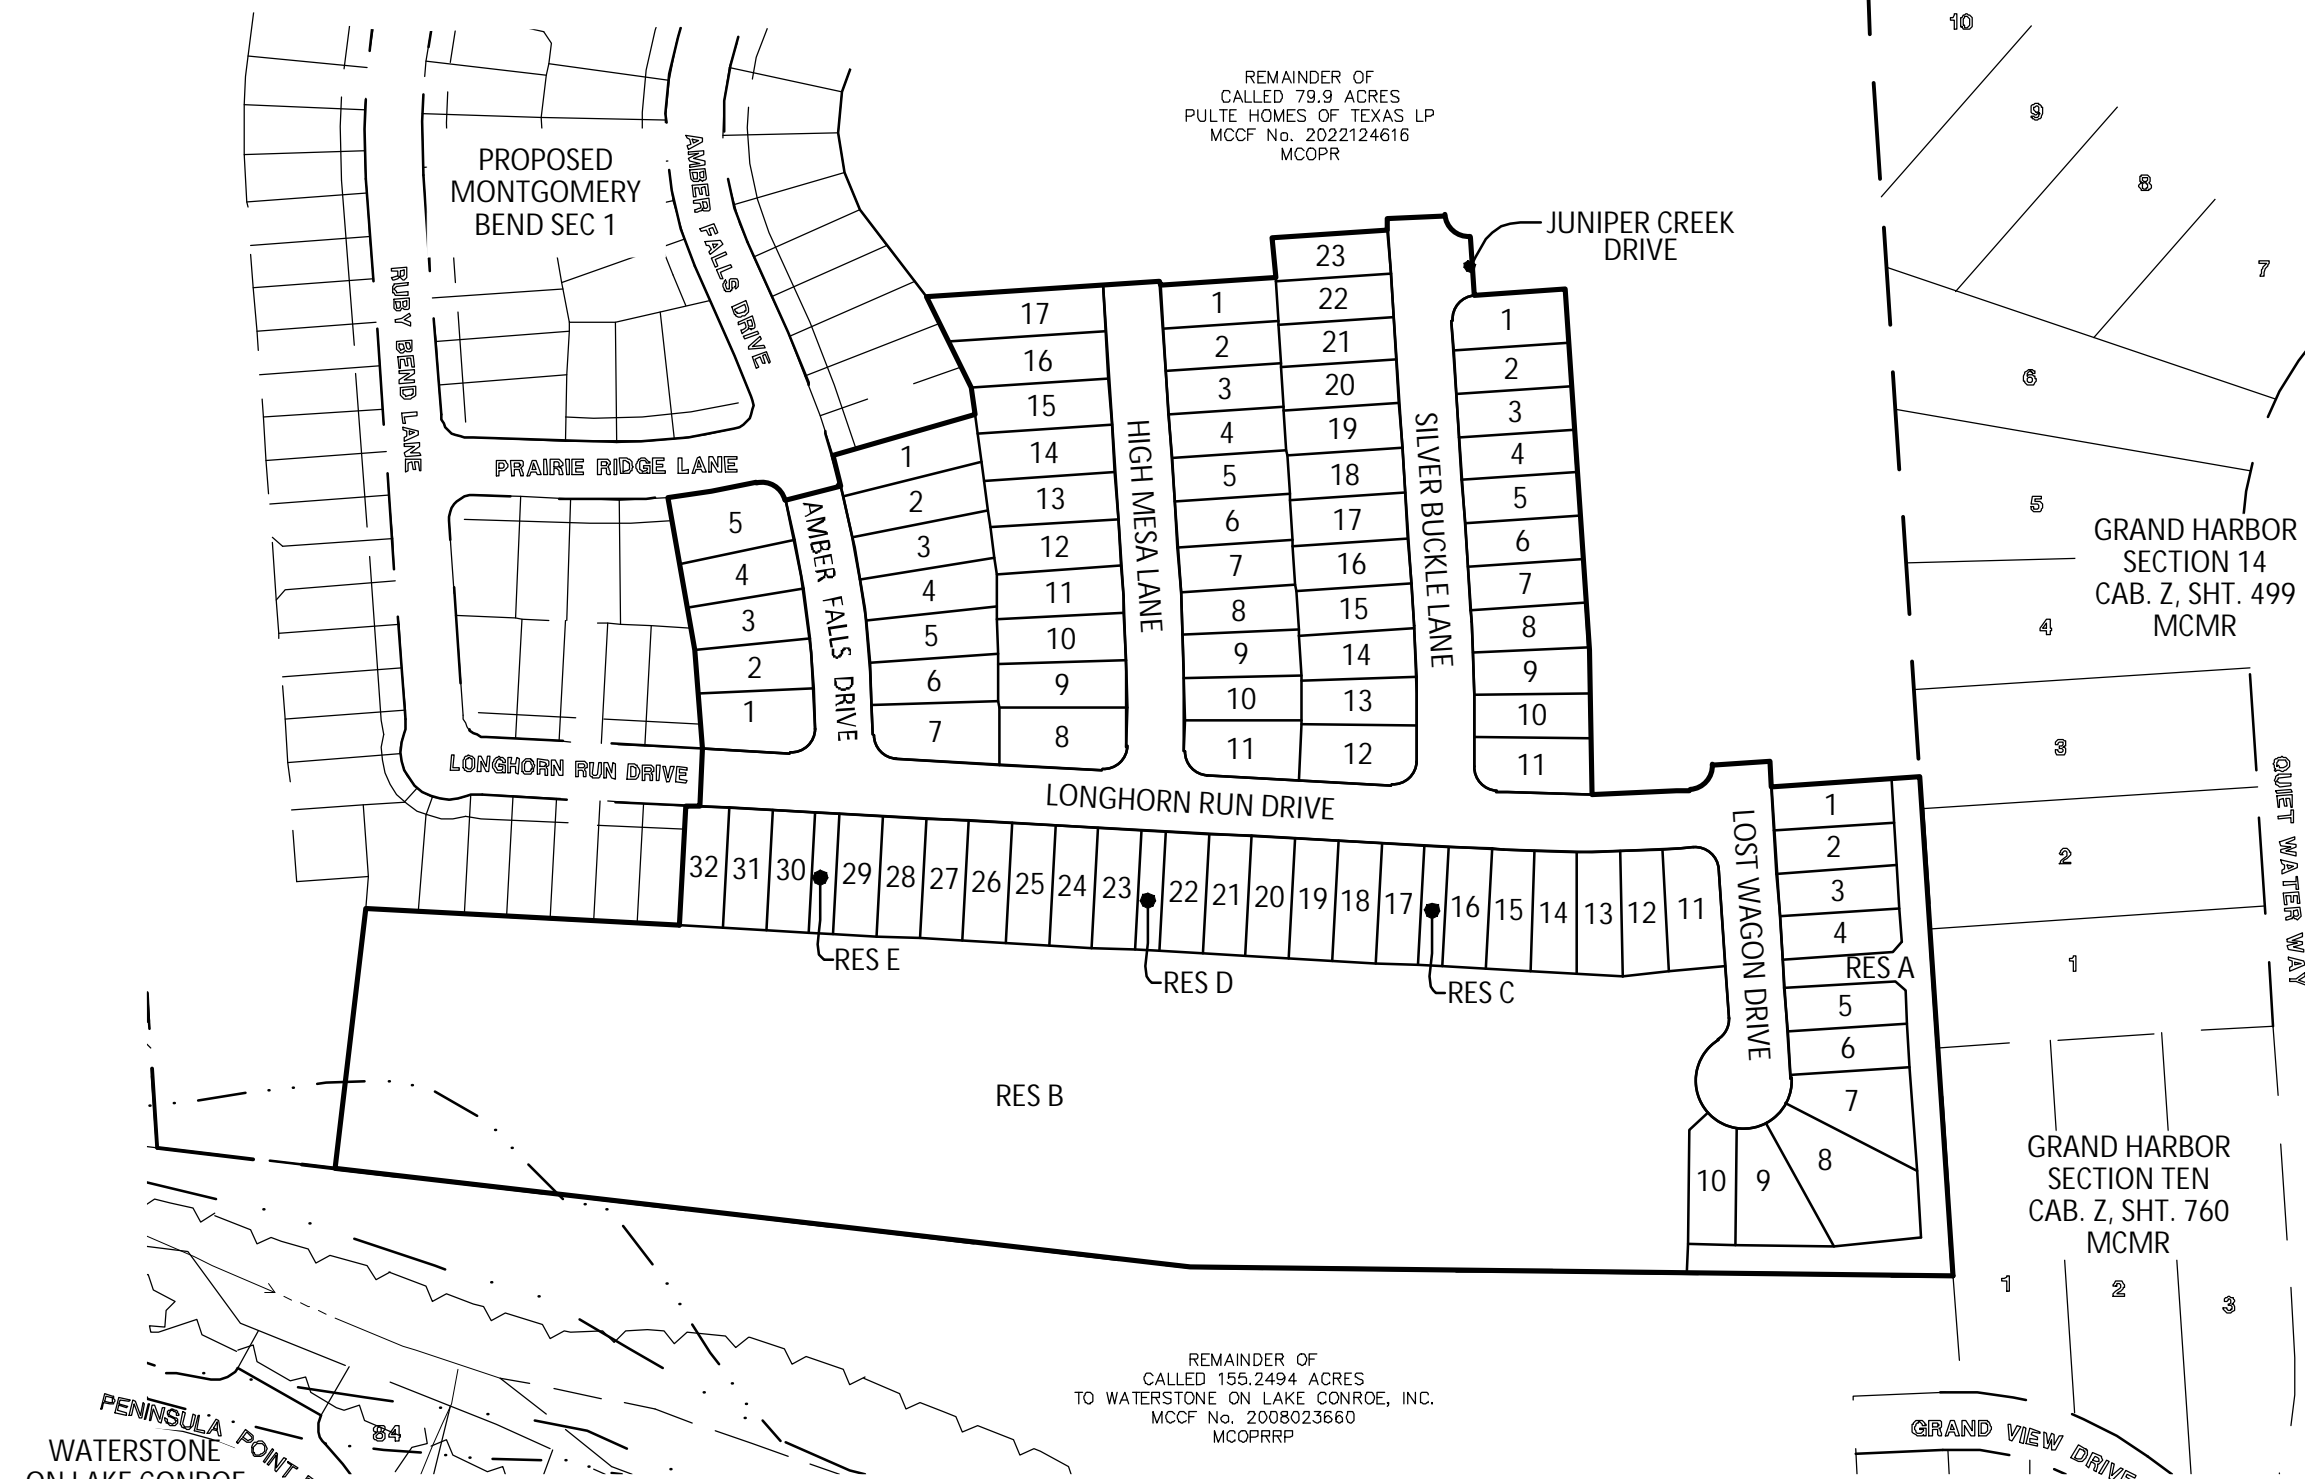 10
9
8
7
6
5
4
3
2
1
REMAINDER OF
CALLED 79.9 ACRES
PULTE HOMES OF TEXAS LP
MCCF No. 2022124616
MCOPR
PROPOSED
MONTGOMERY
BEND SEC 1
AMBER FALLS DRIVE
RUBY BEND LANE
PRAIRIE RIDGE LANE
LONGHORN RUN DRIVE
JUNIPER CREEK
DRIVE
GRAND HARBOR
SECTION 14
CAB. Z, SHT. 499
MCMR
QUIET WATER WAY
5
4
3
2
1
AMBER FALLS DRIVE
1
2
3
4
5
6
7
17
16
15
14
13
12
11
10
9
8
HIGH MESA LANE
1
2
3
4
5
6
7
8
9
10
11
23
22
21
20
19
18
17
16
15
14
13
12
SILVER BUCKLE LANE
1
2
3
4
5
6
7
8
9
10
11
LONGHORN RUN DRIVE
32 31 30 29 28 27 26 25 24 23 22 21 20 19 18 17 16 15 14 13 12 11
RES E
RES D
RES C
LOST WAGON DRIVE
1
2
3
4
RES A
5
6
7
8
9
10
RES B
GRAND HARBOR
SECTION TEN
CAB. Z, SHT. 760
MCMR
1
2
3
REMAINDER OF
CALLED 155.2494 ACRES
TO WATERSTONE ON LAKE CONROE, INC.
MCCF No. 2008023660
MCOPRRP
GRAND VIEW DRIVE
PENINSULA POINT
84
WATERSTONE
ON LAKE CONROE